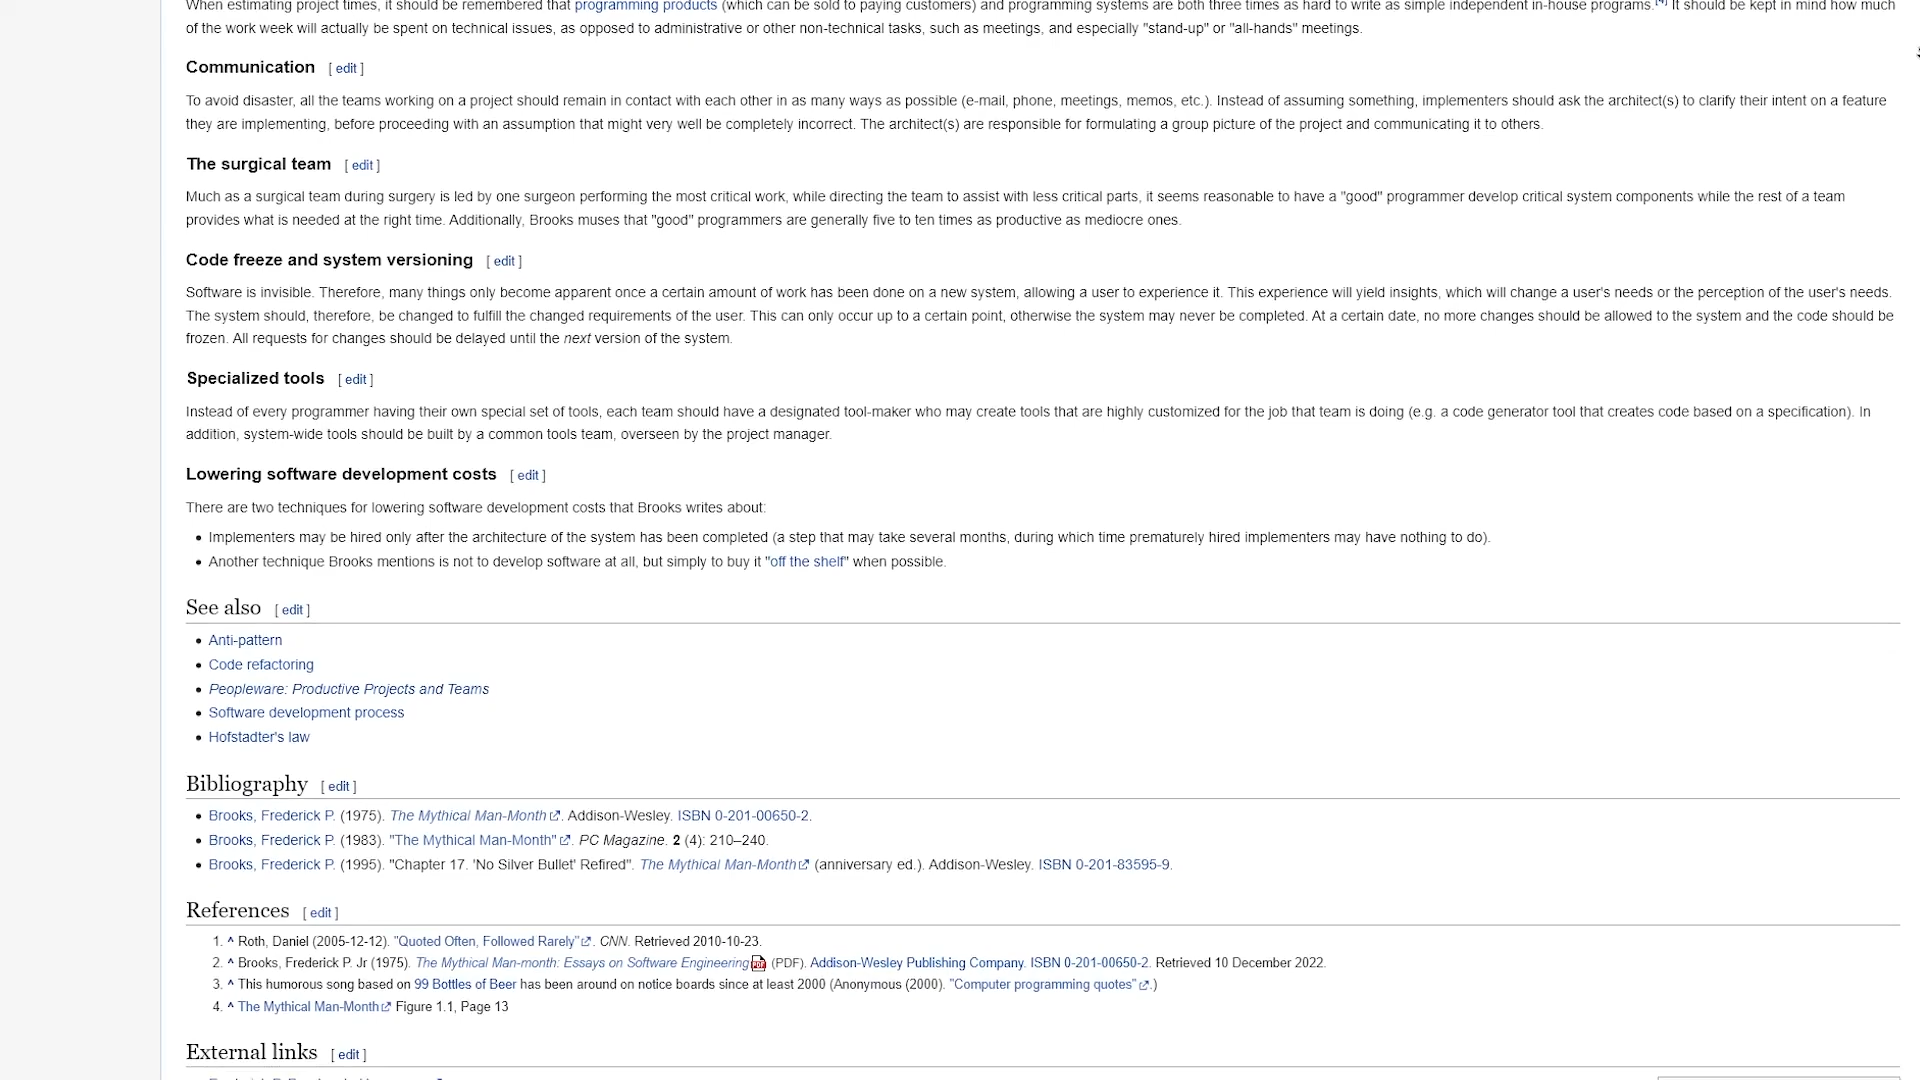 When estimating project times, it should be remembered that programming products (which can be sold to paying customers) and programming systems are both three times as hard to write as simple independent in-house programs.[4] It should be kept in mind how much
of the work week will actually be spent on technical issues, as opposed to administrative or other non-technical tasks, such as meetings, and especially "stand-up" or "all-hands" meetings.
Communication [ edit ]
To avoid disaster, all the teams working on a project should remain in contact with each other in as many ways as possible (e-mail, phone, meetings, memos, etc.). Instead of assuming something, implementers should ask the architect(s) to clarify their intent on a feature
they are implementing, before proceeding with an assumption that might very well be completely incorrect. The architect(s) are responsible for formulating a group picture of the project and communicating it to others.
The surgical team [ edit ]
Much as a surgical team during surgery is led by one surgeon performing the most critical work, while directing the team to assist with less critical parts, it seems reasonable to have a "good" programmer develop critical system components while the rest of a team
provides what is needed at the right time. Additionally, Brooks muses that "good" programmers are generally five to ten times as productive as mediocre ones.
Code freeze and system versioning [ edit ]
Software is invisible. Therefore, many things only become apparent once a certain amount of work has been done on a new system, allowing a user to experience it. This experience will yield insights, which will change a user's needs or the perception of the user's needs.
The system should, therefore, be changed to fulfill the changed requirements of the user. This can only occur up to a certain point, otherwise the system may never be completed. At a certain date, no more changes should be allowed to the system and the code should be
frozen. All requests for changes should be delayed until the next version of the system.
Specialized tools [ edit ]
Instead of every programmer having their own special set of tools, each team should have a designated tool-maker who may create tools that are highly customized for the job that team is doing (e.g. a code generator tool that creates code based on a specification). In
addition, system-wide tools should be built by a common tools team, overseen by the project manager.
Lowering software development costs [ edit ]
There are two techniques for lowering software development costs that Brooks writes about:
• Implementers may be hired only after the architecture of the system has been completed (a step that may take several months, during which time prematurely hired implementers may have nothing to do).
• Another technique Brooks mentions is not to develop software at all, but simply to buy it "off the shelf" when possible.
See also [ edit ]
• Anti-pattern
• Code refactoring
• Peopleware: Productive Projects and Teams
• Software development process
• Hofstadter's law
Bibliography [ edit ]
• Brooks, Frederick P. (1975). The Mythical Man-Month. Addison-Wesley. ISBN 0-201-00650-2.
• Brooks, Frederick P. (1983). "The Mythical Man-Month". PC Magazine. 2 (4): 210–240.
• Brooks, Frederick P. (1995). "Chapter 17. 'No Silver Bullet' Refired". The Mythical Man-Month (anniversary ed.). Addison-Wesley. ISBN 0-201-83595-9.
References [ edit ]
1. ^ Roth, Daniel (2005-12-12). "Quoted Often, Followed Rarely". CNN. Retrieved 2010-10-23.
2. ^ Brooks, Frederick P. Jr (1975). The Mythical Man-month: Essays on Software Engineering (PDF). Addison-Wesley Publishing Company. ISBN 0-201-00650-2. Retrieved 10 December 2022.
3. ^ This humorous song based on 99 Bottles of Beer has been around on notice boards since at least 2000 (Anonymous (2000). "Computer programming quotes".)
4. ^ The Mythical Man-Month Figure 1.1, Page 13
External links [ edit ]